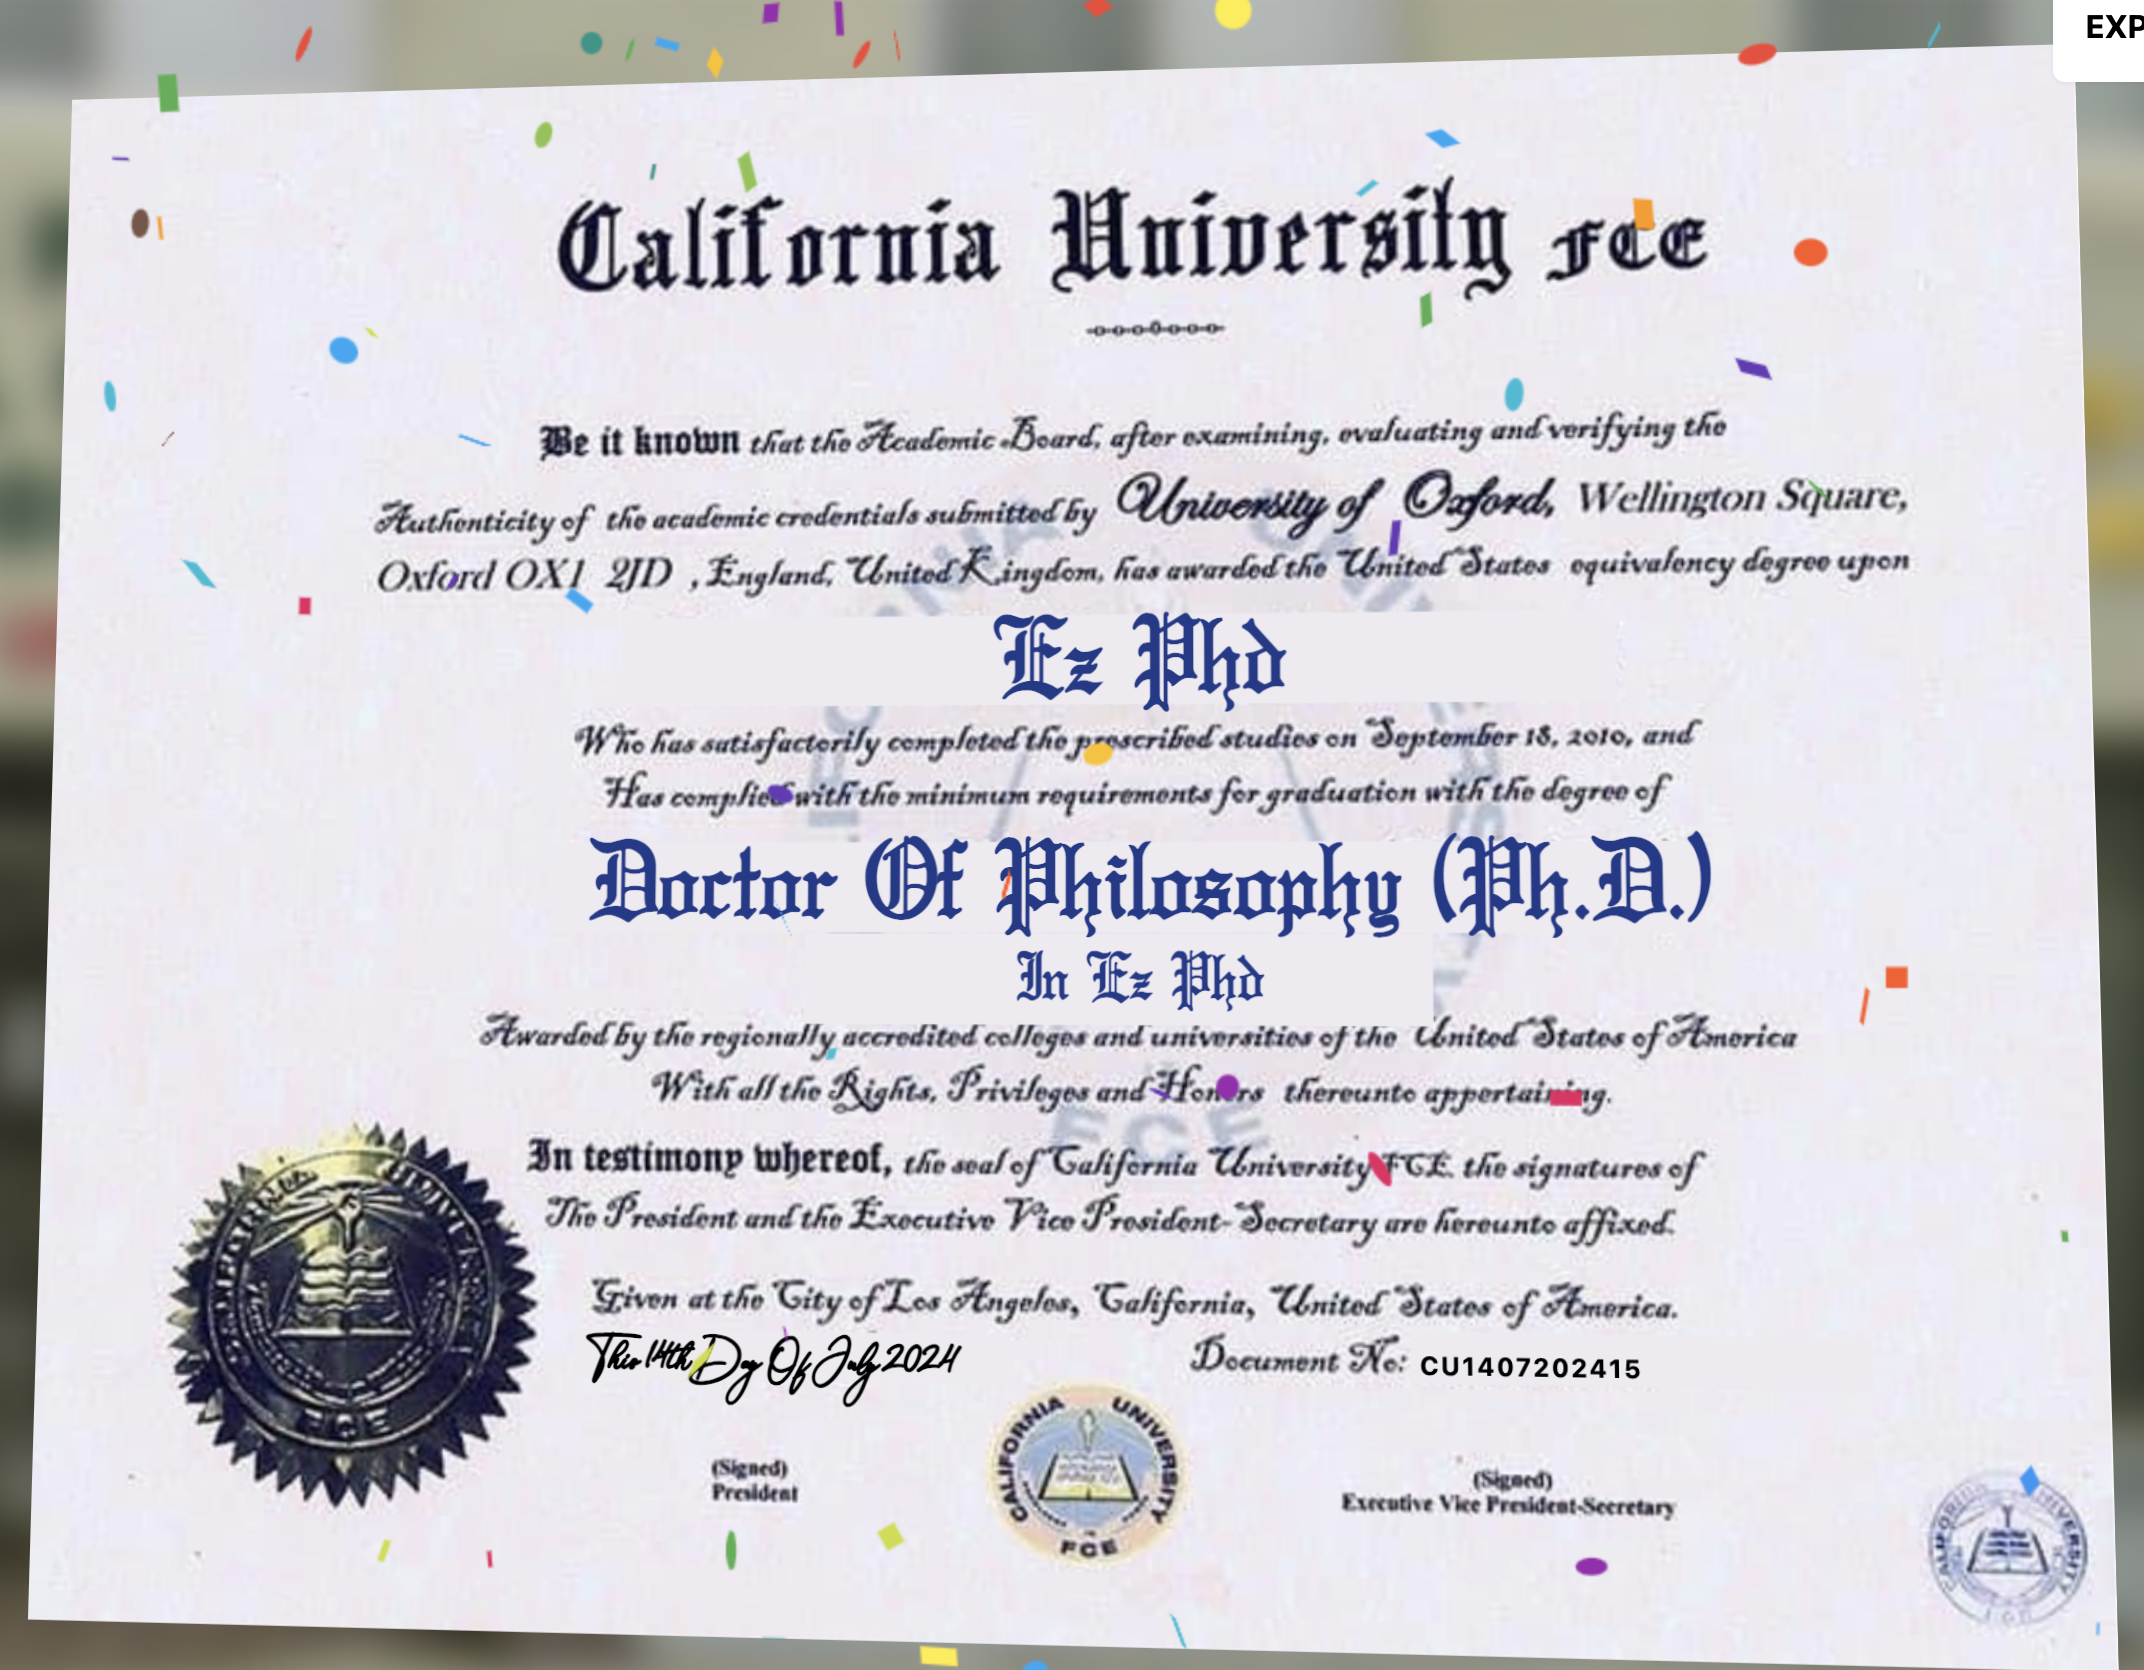 EXP
California University FCE
Be it known that the Academic Board, after examining, evaluating and verifying the
Authenticity of the academic credentials submitted by University of Oxford, Wellington Square,
Oxford OX1 2JD , England, United Kingdom, has awarded the United States equivalency degree upon
Ez Phd
Who has satisfactorily completed the prescribed studies on September 18, 2010, and
Has complied with the minimum requirements for graduation with the degree of
Doctor Of Philosophy (Ph.D.)
In Ez Phd
Awarded by the regionally accredited colleges and universities of the United States of America
With all the Rights, Privileges and Honors thereunto appertaining.
In testimony whereof, the seal of California University FCE. the signatures of
The President and the Executive Vice President-Secretary are hereunto affixed.
Given at the City of Los Angeles, California, United States of America.
This 14th Day Of July 2024
Document No: CU1407202415
(Signed)
President
(Signed)
Executive Vice President-Secretary
CALIFORNIA UNIVERSITY
FCE
CALIFORNIA UNIVERSITY
FCE